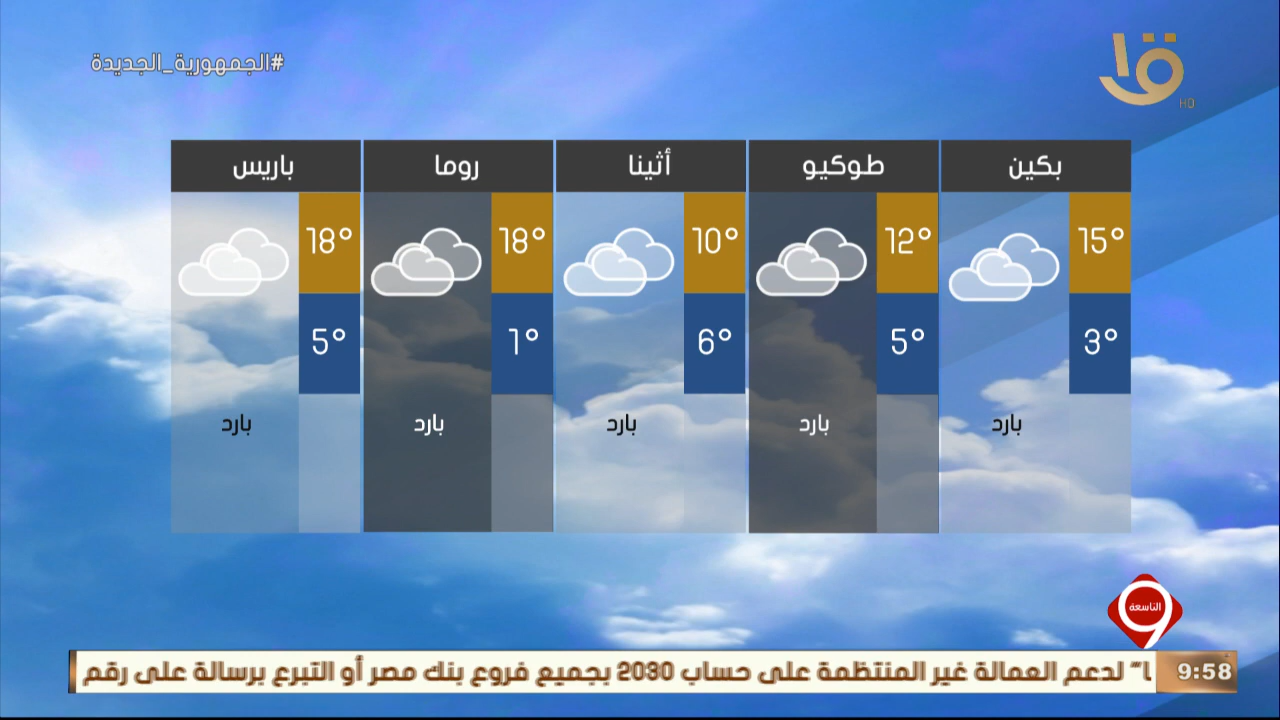 #الجمهورية_الجديدة
HD
بكين
15°
3°
بارد
طوكيو
12°
5°
بارد
أثينا
10°
6°
بارد
روما
18°
1°
بارد
باريس
18°
5°
بارد
التاسعة
9
9:58
ا" لدعم العمالة غير المنتظمة على حساب 2030 بجميع فروع بنك مصر أو التبرع برسالة على رقم